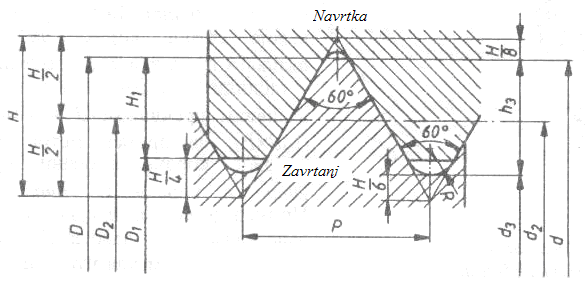 Navrtka
H/8
H/2
H
H₁
60°
h₃
H/2
60°
Zavrtanj
H/4
H/6
R
P
D
D₂
D₁
d₃
d₂
d